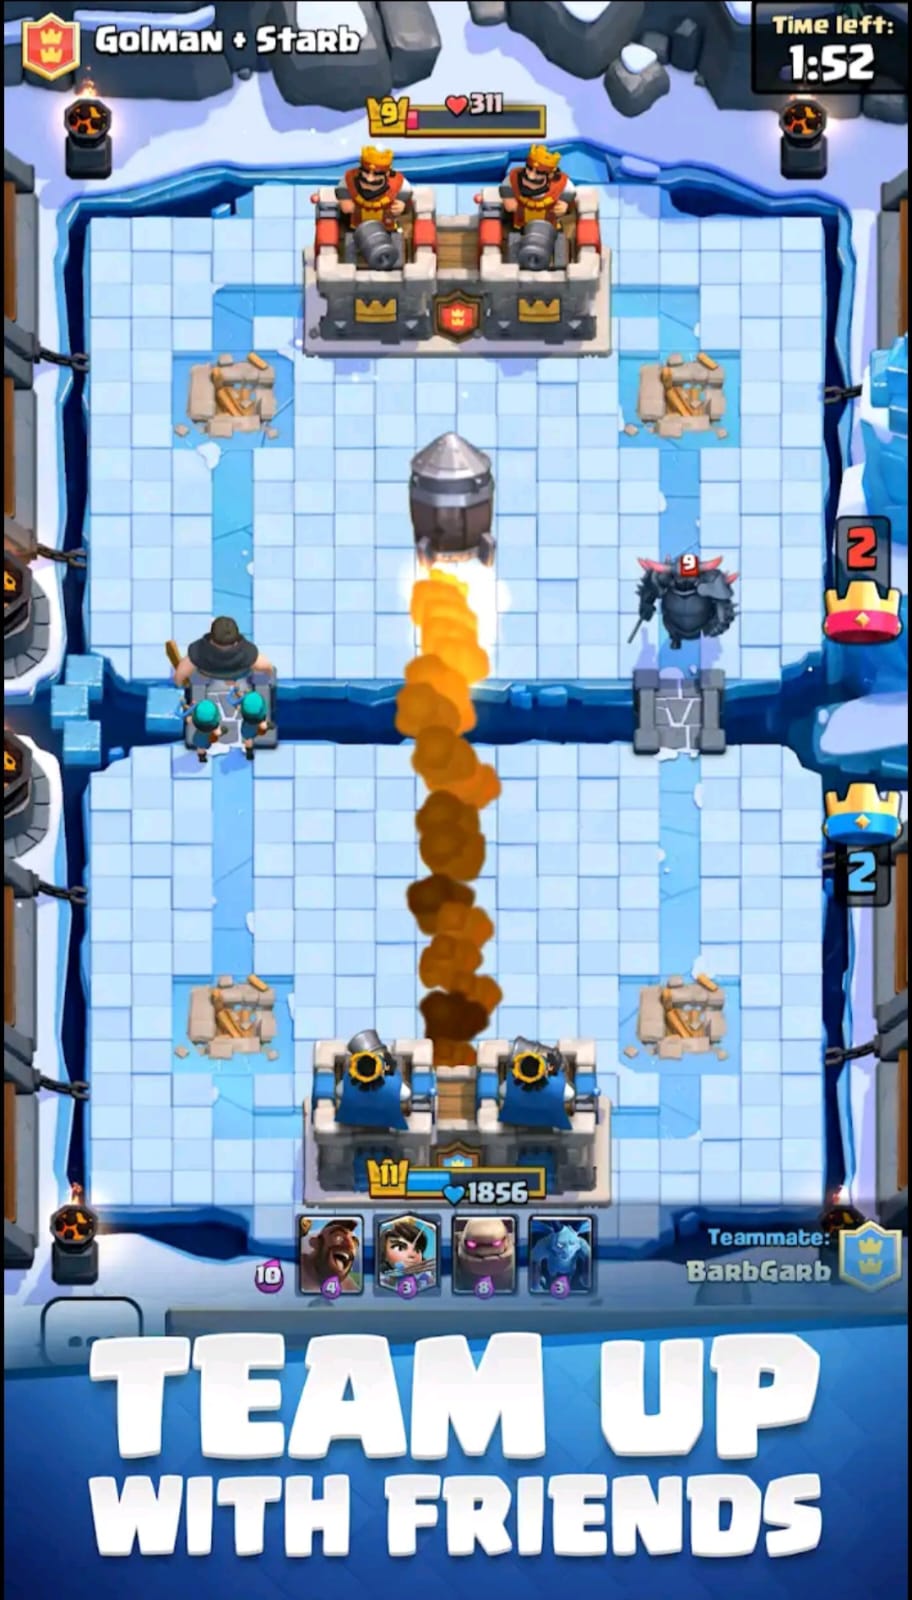 Golman + Starb
Time left:
1:52
9
311
9
2
2
11
1856
10
4
3
8
3
Teammate:
BarbGarb
TEAM UP
WITH FRIENDS